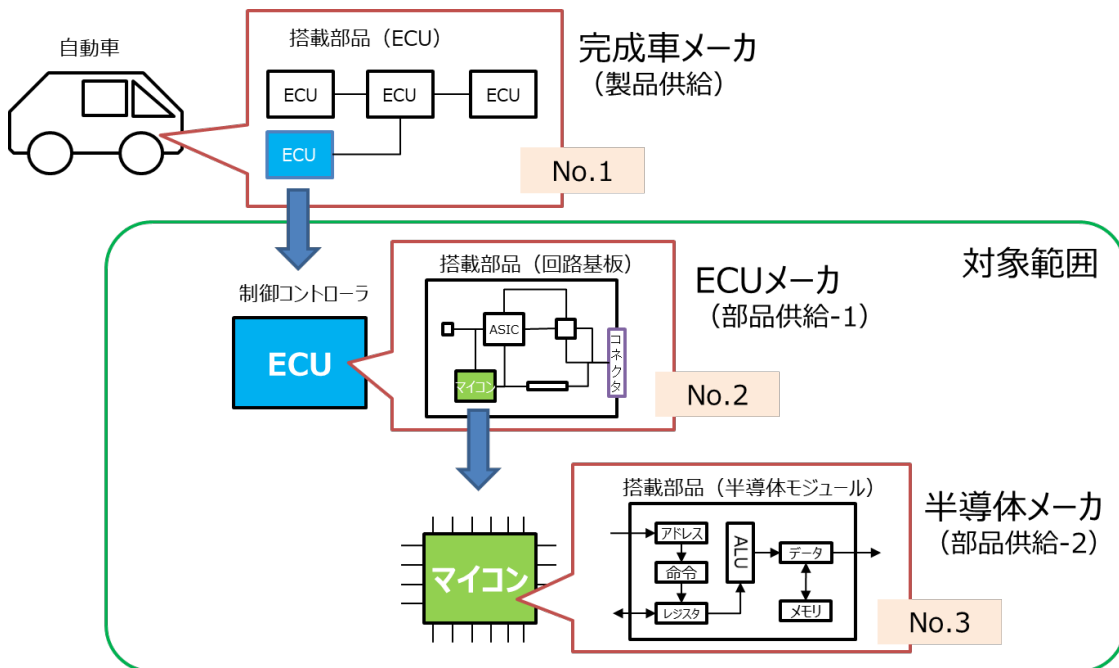 自動車
搭載部品（ECU）
ECU
ECU
ECU
ECU
完成車メーカ
（製品供給）
No.1
対象範囲
制御コントローラ
ECU
搭載部品（回路基板）
ASIC
マイコン
コネクタ
ECUメーカ
（部品供給-1）
No.2
マイコン
搭載部品（半導体モジュール）
アドレス
命令
レジスタ
ALU
データ
メモリ
半導体メーカ
（部品供給-2）
No.3